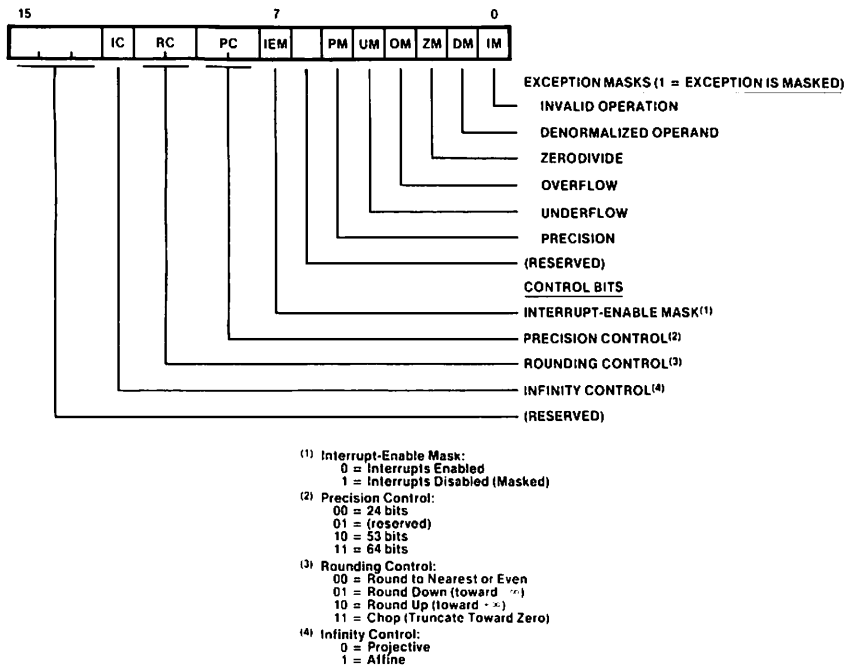 15 7 0
IC RC PC IEM PM UM OM ZM DM IM
EXCEPTION MASKS (1 = EXCEPTION IS MASKED)
INVALID OPERATION
DENORMALIZED OPERAND
ZERODIVIDE
OVERFLOW
UNDERFLOW
PRECISION
(RESERVED)
CONTROL BITS
INTERRUPT-ENABLE MASK(1)
PRECISION CONTROL(2)
ROUNDING CONTROL(3)
INFINITY CONTROL(4)
(RESERVED)
(1) Interrupt-Enable Mask:
0 = Interrupts Enabled
1 = Interrupts Disabled (Masked)
(2) Precision Control:
00 = 24 bits
01 = (reserved)
10 = 53 bits
11 = 64 bits
(3) Rounding Control:
00 = Round to Nearest or Even
01 = Round Down (toward ∞)
10 = Round Up (toward ∞)
11 = Chop (Truncate Toward Zero)
(4) Infinity Control:
0 = Projective
1 = Affine